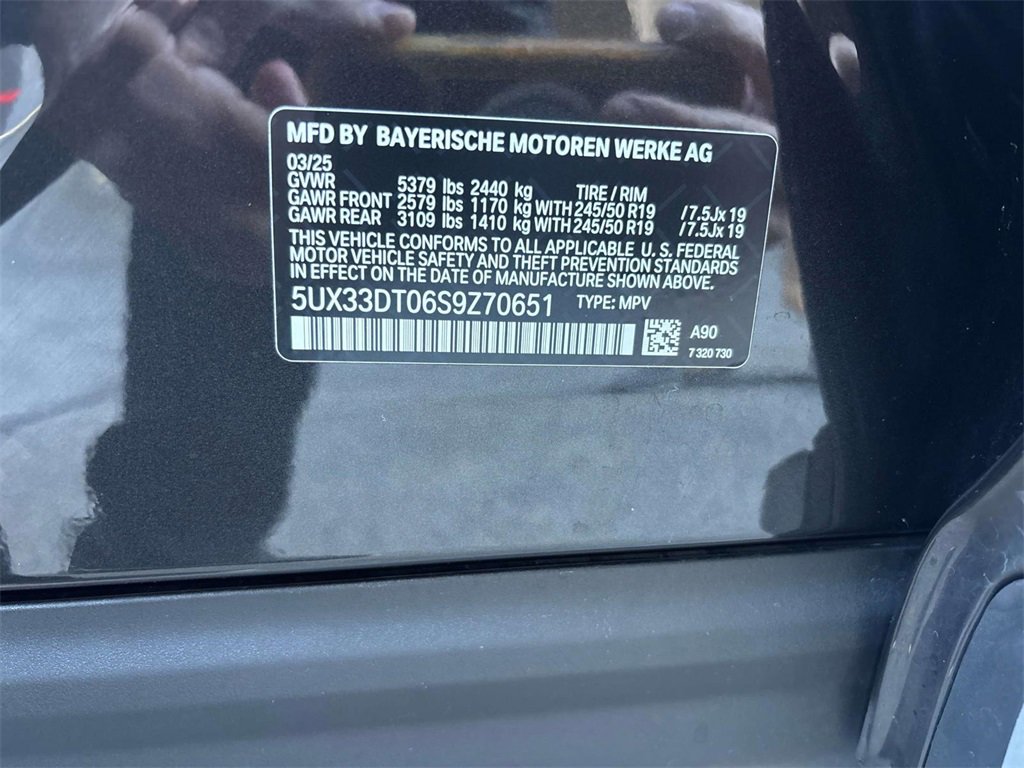 MFD BY BAYERISCHE MOTOREN WERKE AG
03/25
GVWR 5379 lbs 2440 kg TIRE / RIM
GAWR FRONT 2579 lbs 1170 kg WITH 245/50 R19 /7.5Jx 19
GAWR REAR 3109 lbs 1410 kg WITH 245/50 R19 /7.5Jx 19
THIS VEHICLE CONFORMS TO ALL APPLICABLE U. S. FEDERAL
MOTOR VEHICLE SAFETY AND THEFT PREVENTION STANDARDS
IN EFFECT ON THE DATE OF MANUFACTURE SHOWN ABOVE.
5UX33DT06S9Z70651 TYPE: MPV
A90
7 320 730